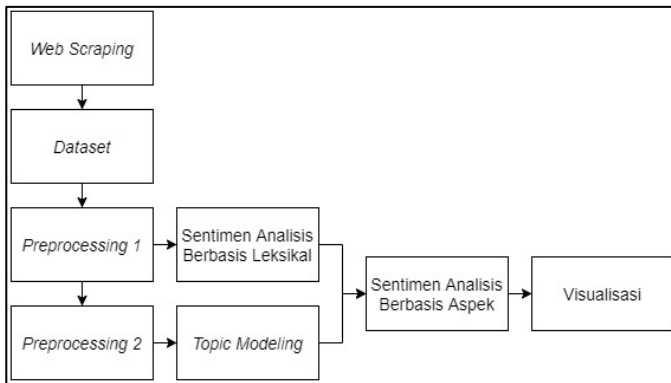 Web Scraping
Dataset
Preprocessing 1
Sentimen Analisis
Berbasis Leksikal
Sentimen Analisis
Berbasis Aspek
Visualisasi
Preprocessing 2
Topic Modeling